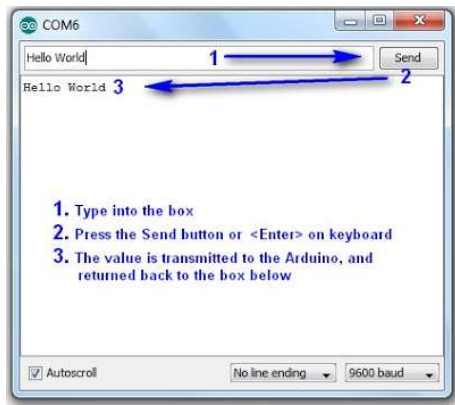 COM6
Hello World 1 Send
2
Hello World 3
1. Type into the box
2. Press the Send button or <Enter> on keyboard
3. The value is transmitted to the Arduino, and
returned back to the box below
Autoscroll No line ending 9600 baud